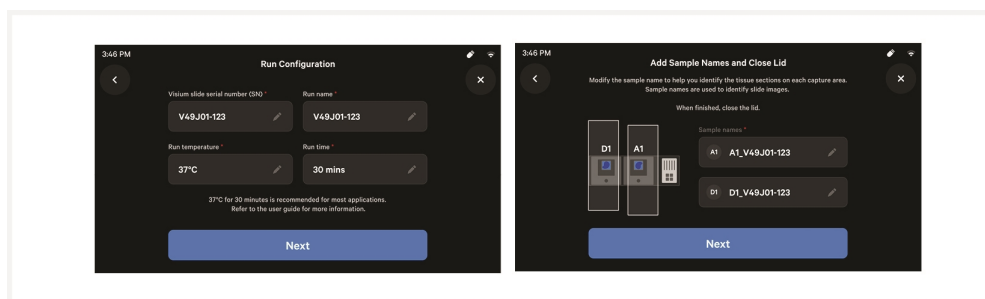 3:46 PM
Run Configuration
Visium slide serial number (SN) *
Run name *
V49J01-123
V49J01-123
Run temperature *
Run time *
37°C
30 mins
37°C for 30 minutes is recommended for most applications.
Refer to the user guide for more information.
Next
3:46 PM
Add Sample Names and Close Lid
Modify the sample name to help you identify the tissue sections on each capture area.
Sample names are used to identify slide images.
When finished, close the lid.
D1
A1
Sample names *
A1 A1_V49J01-123
D1 D1_V49J01-123
Next